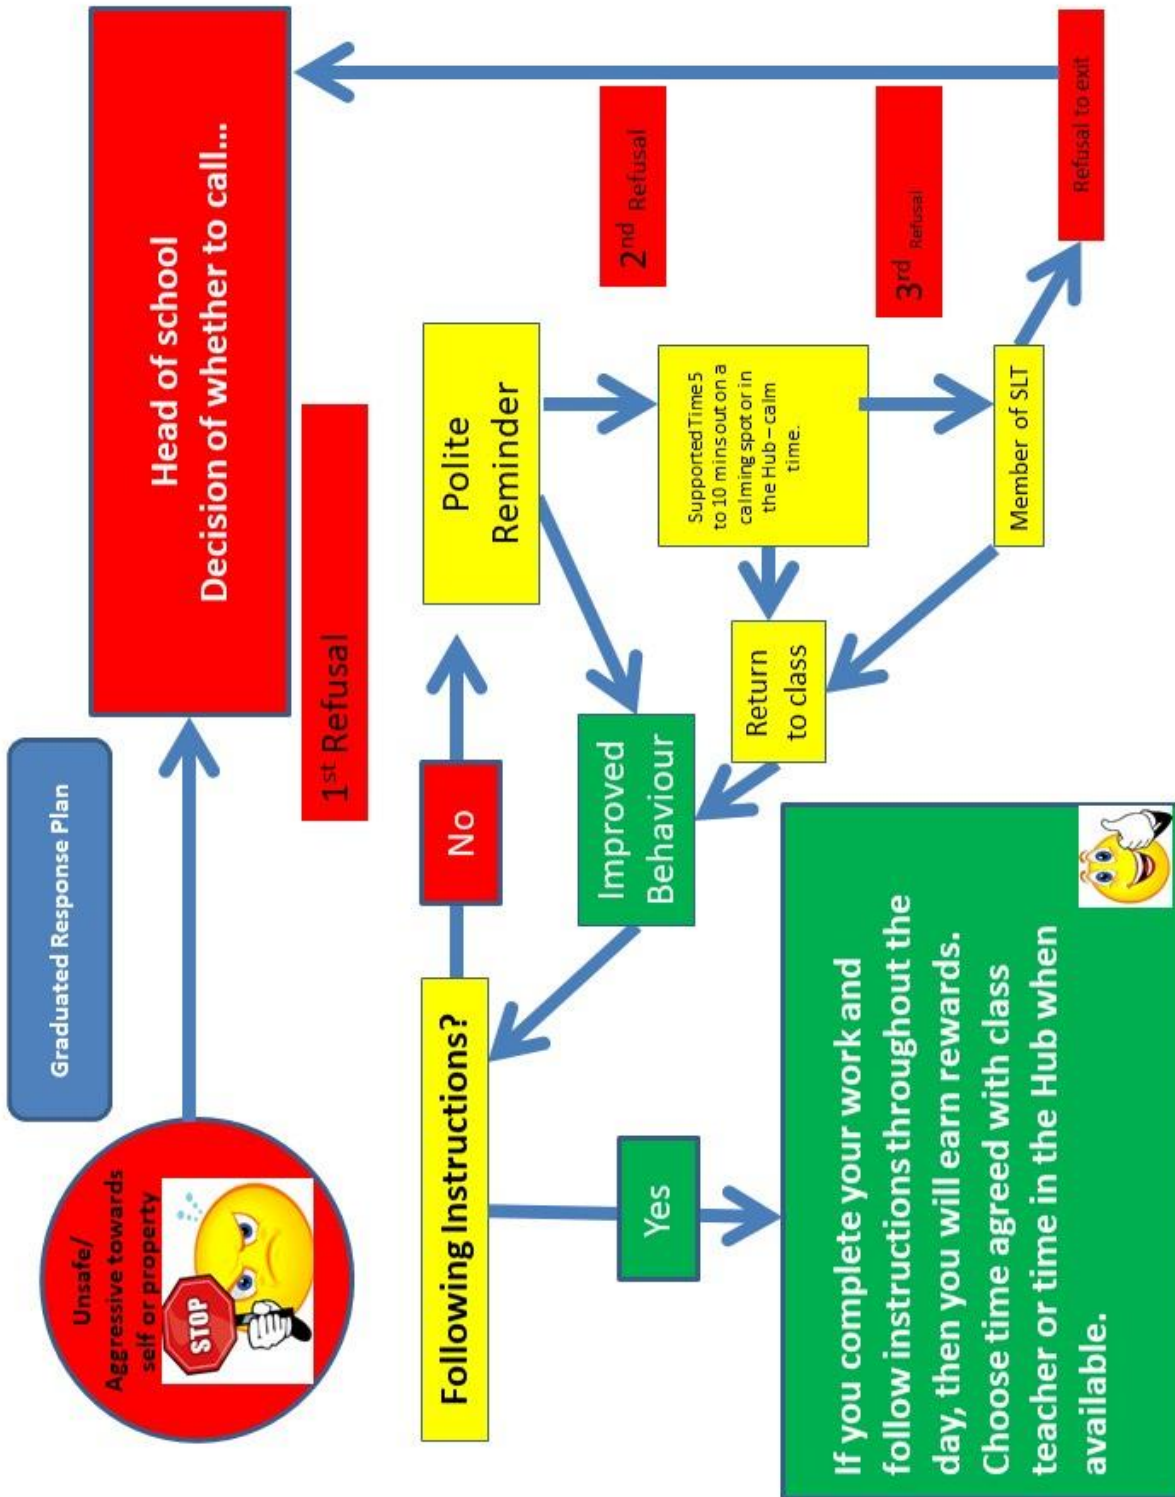 Graduated Response Plan
Unsafe/
Aggressive towards
self or property
STOP
Head of school
Decision of whether to call...
1st Refusal
Following Instructions?
No
Polite
Reminder
2nd Refusal
Yes
Improved
Behaviour
Supported Time 5
to 10 mins out on a
calming spot or in
the Hub – calm
time.
Return
to class
3rd Refusal
Member of SLT
Refusal to exit
If you complete your work and
follow instructions throughout the
day, then you will earn rewards.
Choose time agreed with class
teacher or time in the Hub when
available.